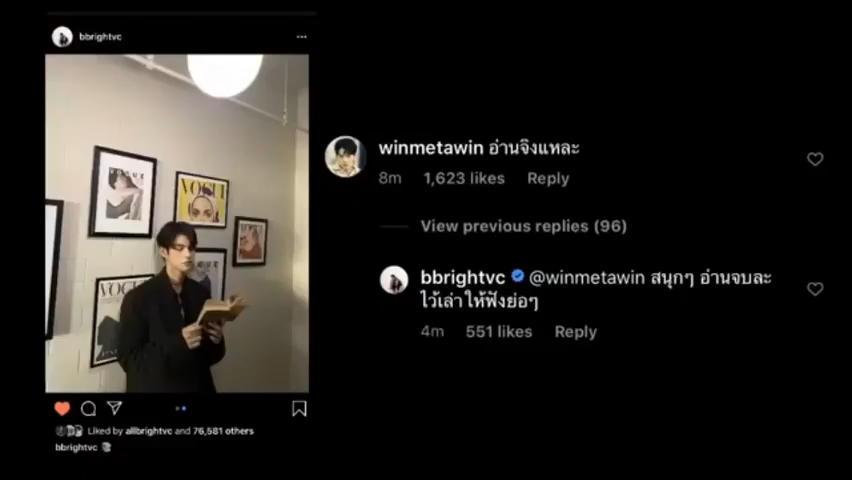 bbrightvc
VOGUE
VOGUE
VOGUE
Liked by allbrightvc and 76,581 others
bbrightvc
winmetawin อ่านจิงแหละ
8m 1,623 likes Reply
View previous replies (96)
bbrightvc @winmetawin สนุกๆ อ่านจบละ
ไว้เล่าให้ฟังย่อๆ
4m 551 likes Reply